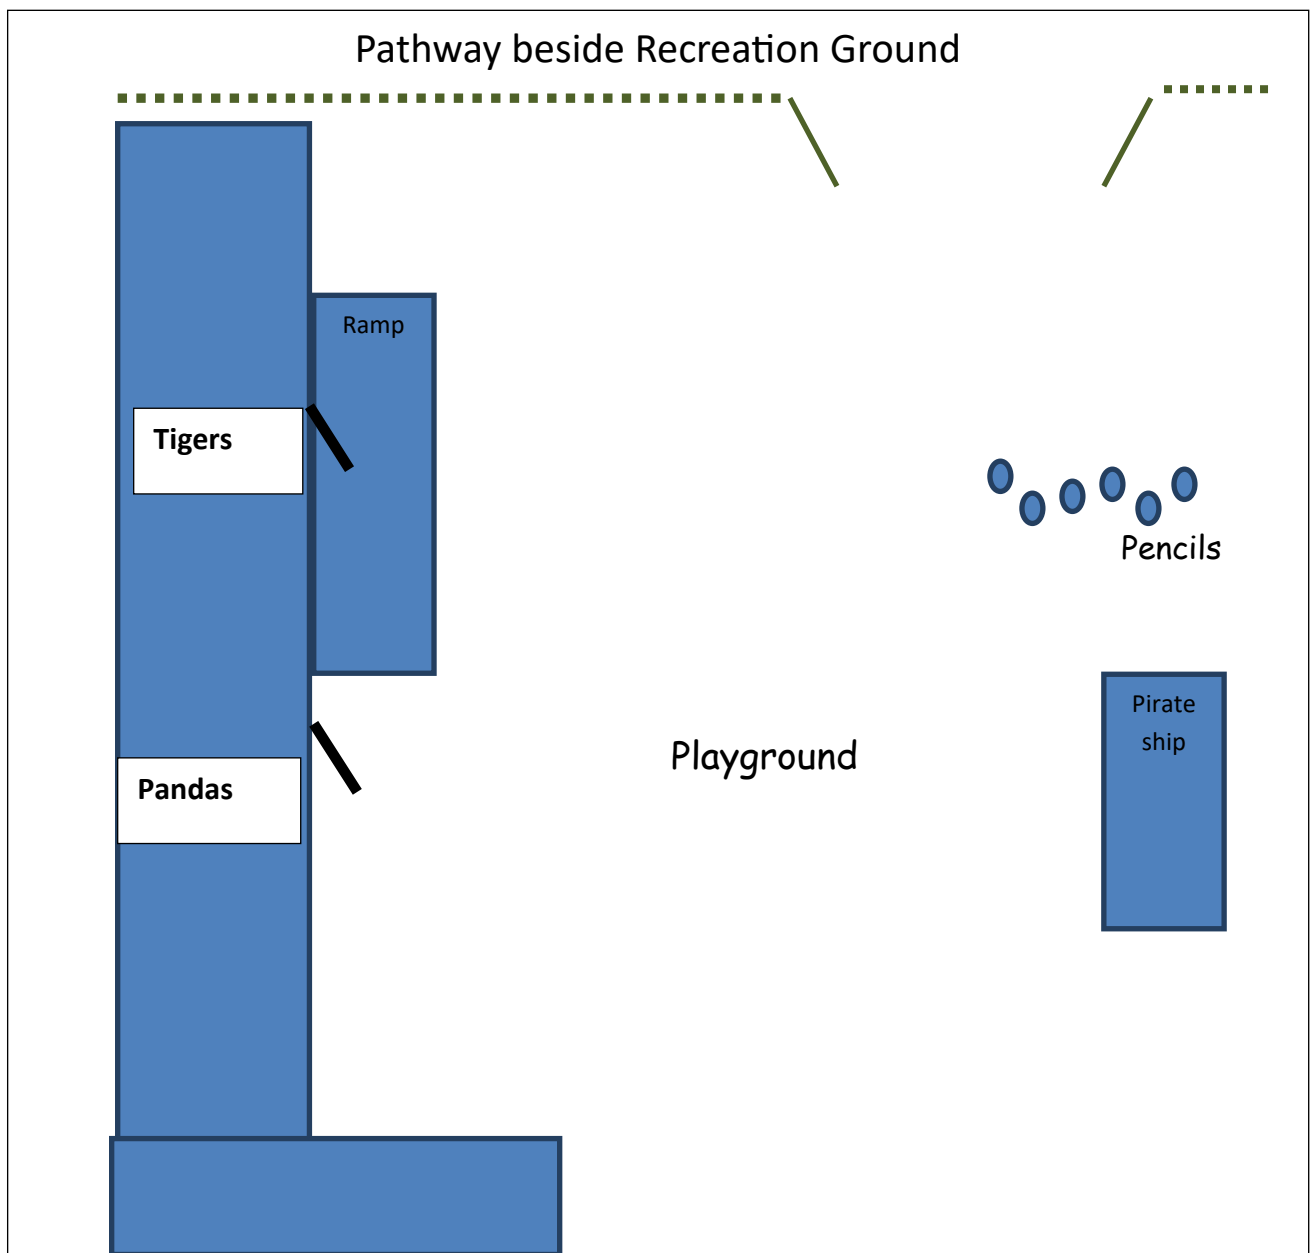 Pathway beside Recreation Ground
Ramp
Tigers
Pencils
Pirate
ship
Playground
Pandas